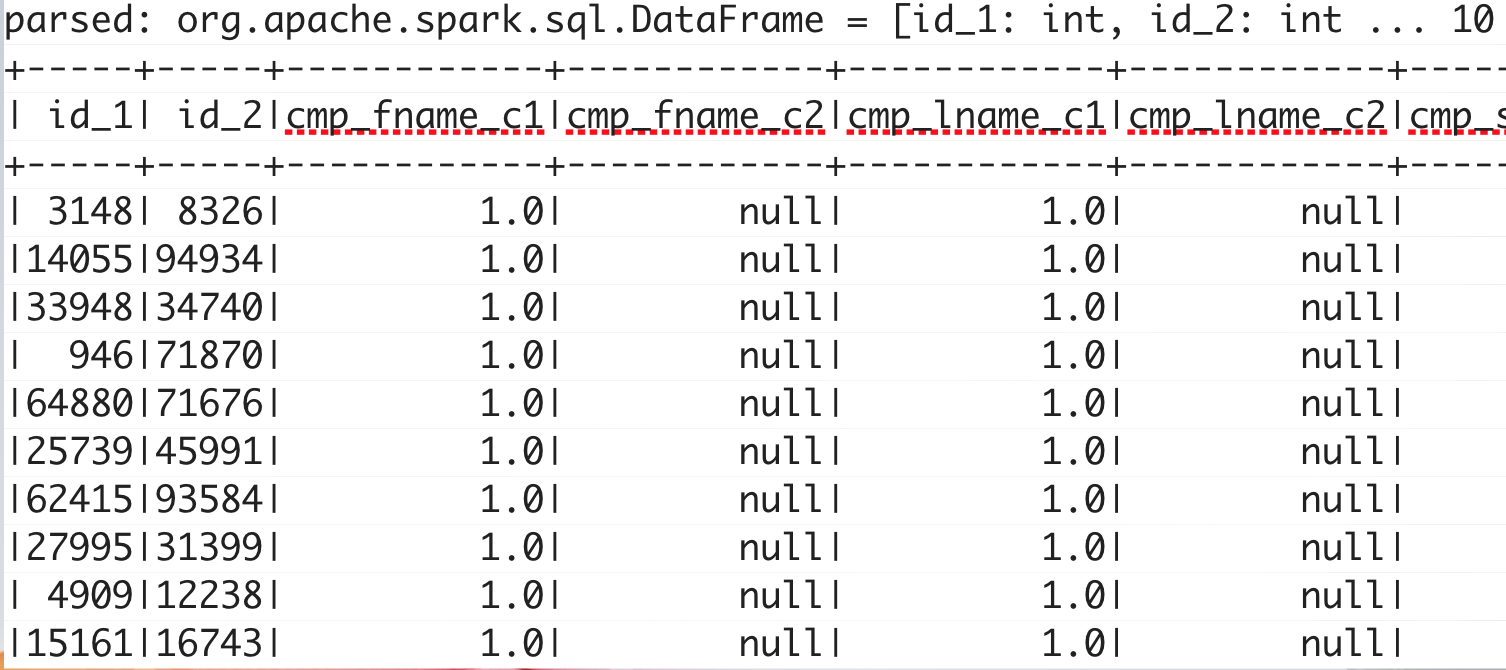 parsed: org.apache.spark.sql.DataFrame = [id_1: int, id_2: int ... 10
+-----+-----+------------+------------+------------+------------+-----
| id_1| id_2|cmp_fname_c1|cmp_fname_c2|cmp_lname_c1|cmp_lname_c2|cmp_s
+-----+-----+------------+------------+------------+------------+-----
| 3148| 8326|         1.0|        null|         1.0|        null|
|14055|94934|         1.0|        null|         1.0|        null|
|33948|34740|         1.0|        null|         1.0|        null|
|  946|71870|         1.0|        null|         1.0|        null|
|64880|71676|         1.0|        null|         1.0|        null|
|25739|45991|         1.0|        null|         1.0|        null|
|62415|93584|         1.0|        null|         1.0|        null|
|27995|31399|         1.0|        null|         1.0|        null|
| 4909|12238|         1.0|        null|         1.0|        null|
|15161|16743|         1.0|        null|         1.0|        null|